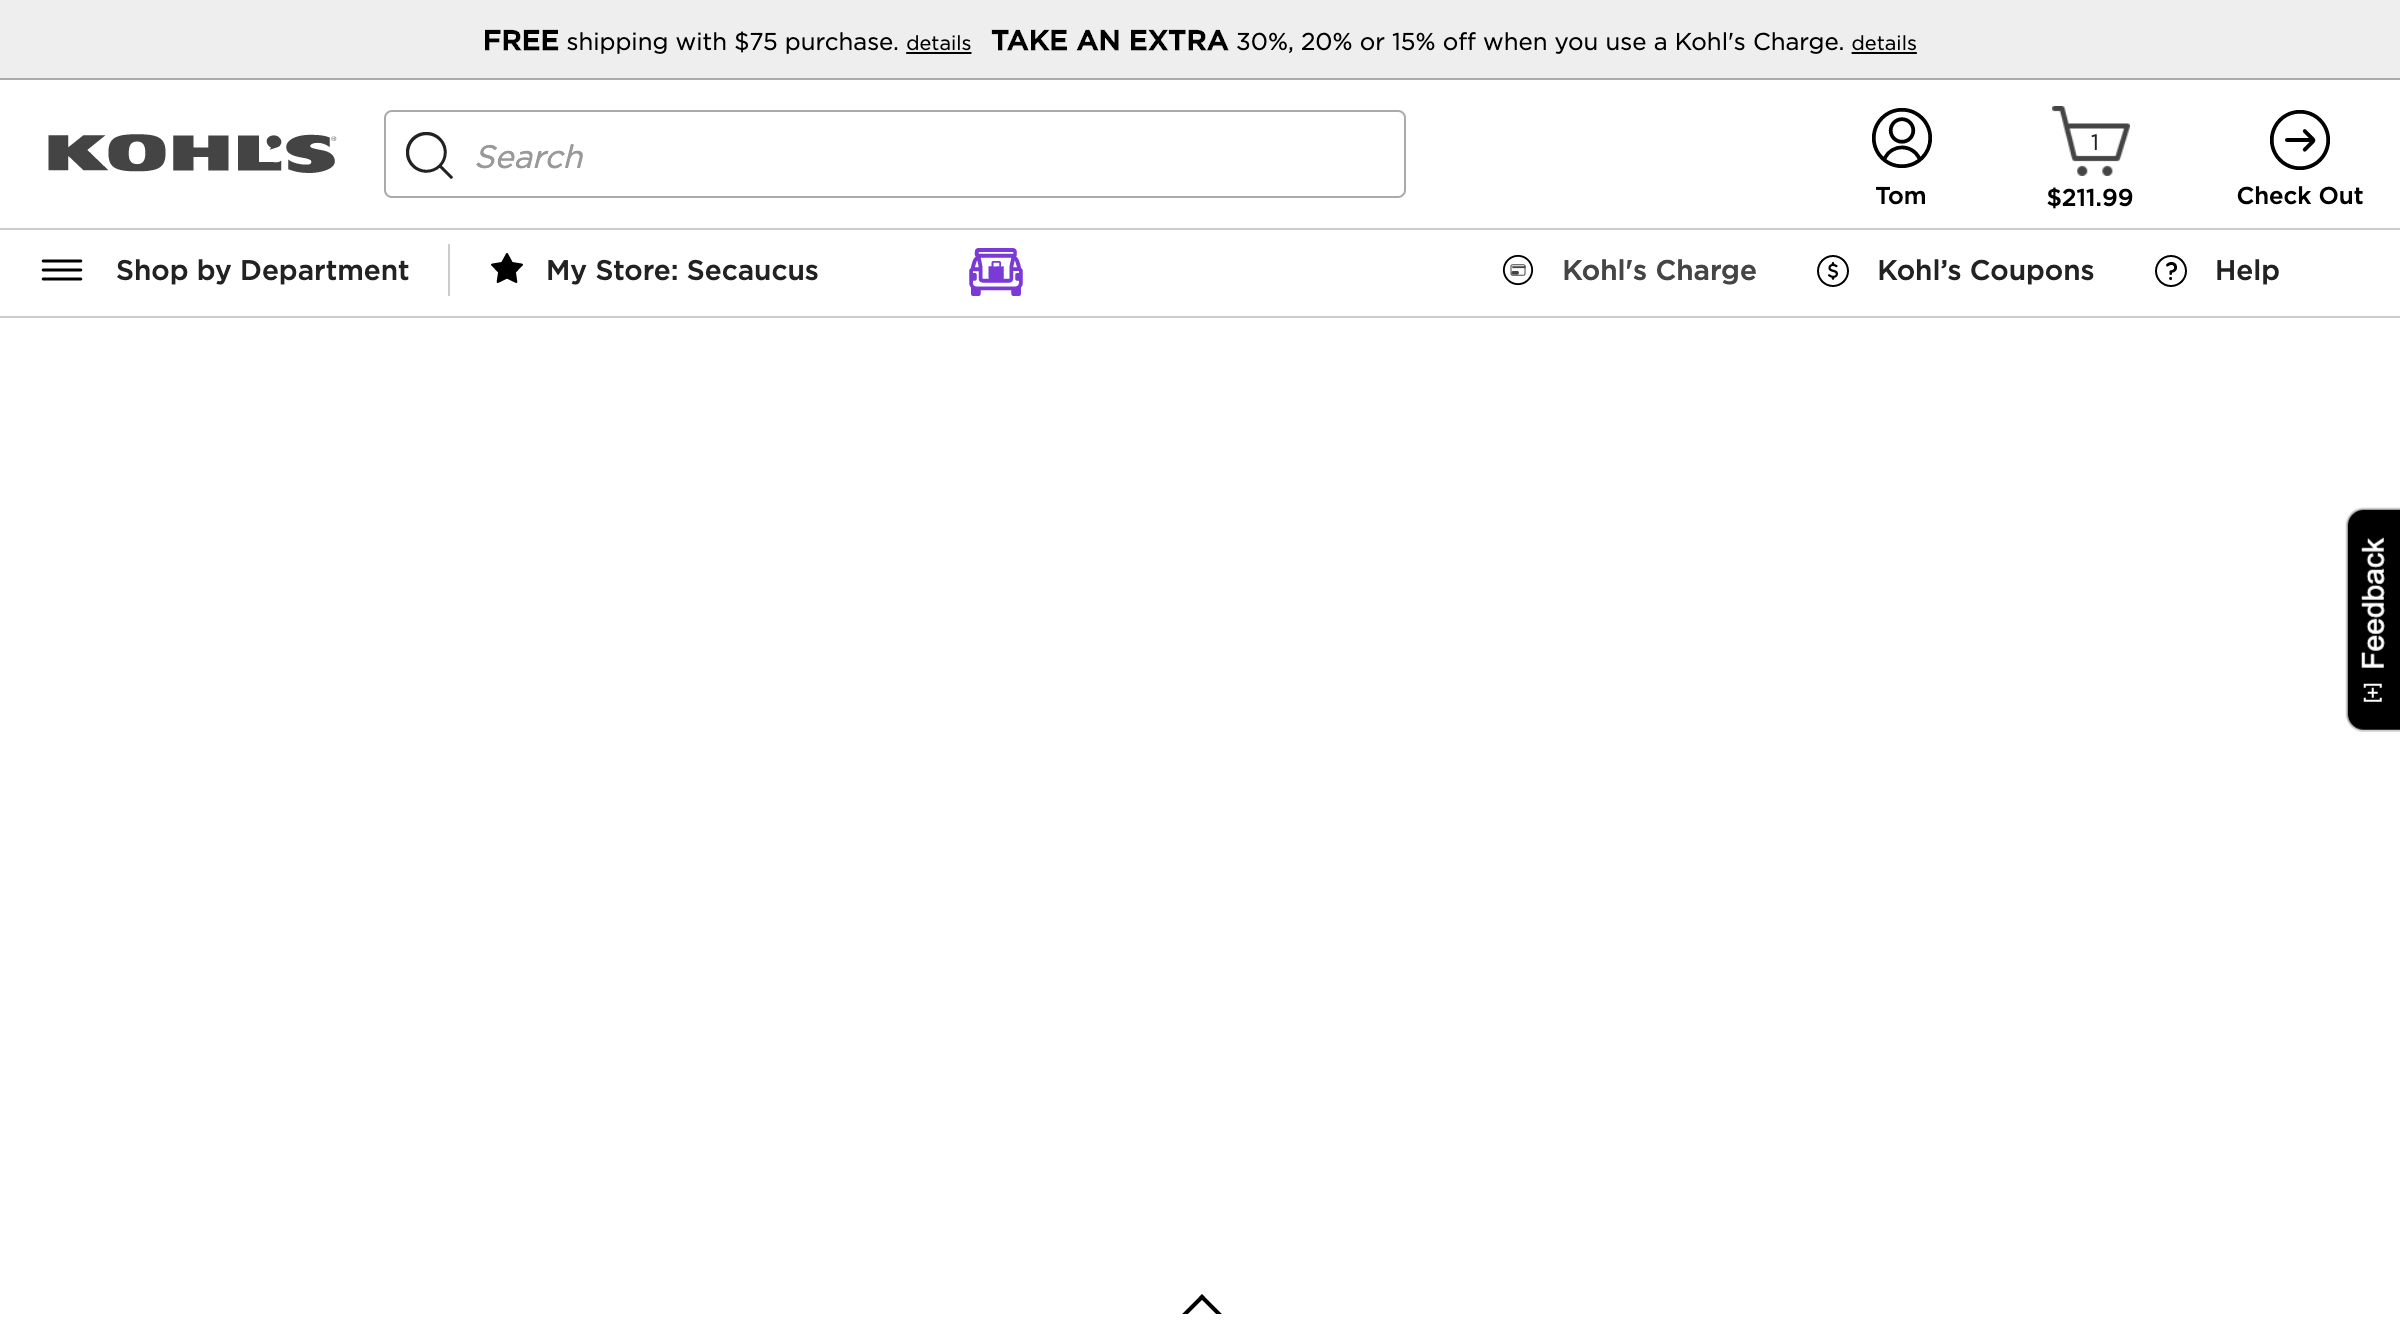 FREE shipping with $75 purchase. details TAKE AN EXTRA 30%, 20% or 15% off when you use a Kohl's Charge. details
KOHL'S
Search
1
Tom
$211.99
Check Out
Shop by Department
My Store: Secaucus
Kohl's Charge
Kohl’s Coupons
Help
[+] Feedback